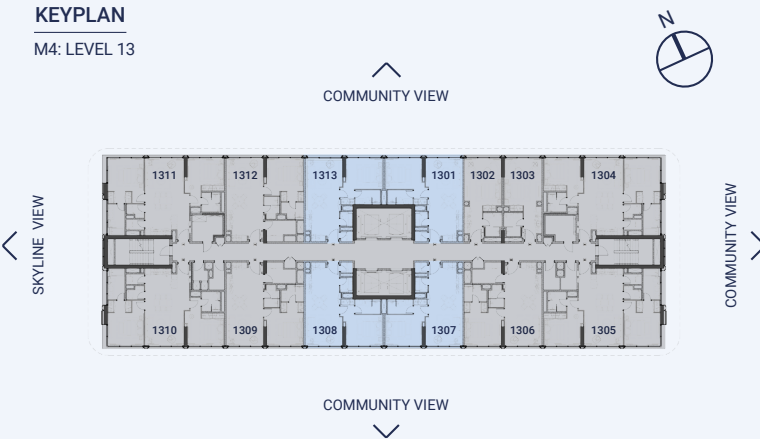 KEYPLAN
M4: LEVEL 13
N
COMMUNITY VIEW
1311 1312 1313 1301 1302 1303 1304
SKYLINE VIEW
COMMUNITY VIEW
1310 1309 1308 1307 1306 1305
COMMUNITY VIEW